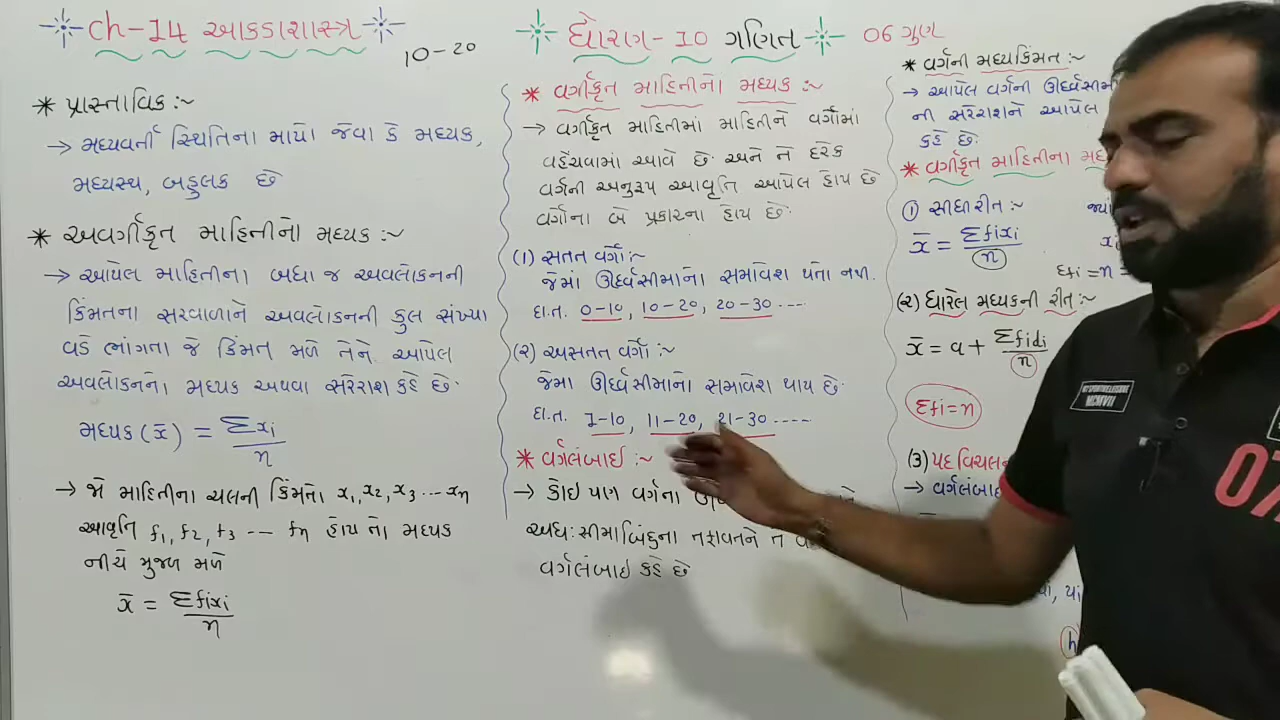 ch-14 આકડાશાસ્ત્ર
10-20
* પ્રાસ્તાવિક :~
→ મધ્યવર્તી સ્થિતિના માપો જેવા કે મધ્યક,
મધ્યસ્થ, બહુલક છે
* અવર્ગીકૃત માહિતીનો મધ્યક :~
→ આપેલ માહિતીના બધા જ અવલોકનની
કિંમતના સરવાળાને અવલોકનની કુલ સંખ્યા
વડે ભાગતા જે કિંમત મળે તેને આપેલ
અવલોકનનો મધ્યક અથવા સરેરાશ કહે છે.
મધ્યક (x̄) = Σxi / n
→ જો માહિતીના ચલની કિંમતો x1, x2, x3 ... xn
આવૃતિ f1, f2, f3 --- fn હોય તો મધ્યક
નીચે મુજબ મળે
x̄ = Σfixi / n
ધોરણ - 10 ગણિત
06 ગુણ
* વર્ગીકૃત માહિતીનો મધ્યક :~
→ વર્ગીકૃત માહિતીમાં માહિતીને વર્ગોમાં
વહેંચવામાં આવે છે. અને તે દરેક
વર્ગની અનુરૂપ આવૃત્તિ આપેલ હોય છે
વર્ગોના બે પ્રકારના હોય છે.
(1) સતત વર્ગો :~
જેમાં ઊર્ધ્વસીમાનો સમાવેશ થતો નથી.
દા.ત. 0-10, 10-20, 20-30 ----
(૨) અસતત વર્ગો :~
જેમા ઊર્ધ્વસીમાનો સમાવેશ થાય છે.
દા.ત. 1-10, 11-20, 21-30 -----
* વર્ગલંબાઈ :~
→ કોઇ પણ વર્ગના
અધ:સીમાબિંદુના તફાવતને તે
વર્ગલંબાઇ કહે છે
* વર્ગની મધ્યકિંમત :~
→ આપેલ વર્ગની
ની સરેરાશને આપેલ
કહે છે.
* વર્ગીકૃત માહિતીના
① સીધી રીત :~
x̄ = Σfixi / n
xi
Σfi = n =
(૨) ધારેલ મધ્યકની રીત :~
x̄ = a + Σfidi / n
Σfi = n
(3) પદ વિચલન
→ વર્ગલંબાઈ
h
MCMVII
07